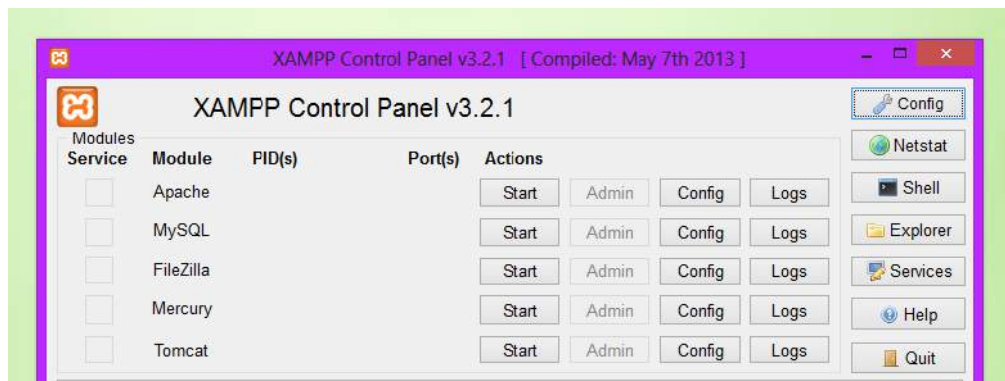 XAMPP Control Panel v3.2.1 [ Compiled: May 7th 2013 ]
XAMPP Control Panel v3.2.1 Config
Modules
Netstat
Service Module PID(s) Port(s) Actions
Apache Start Admin Config Logs Shell
MySQL Start Admin Config Logs Explorer
FileZilla Start Admin Config Logs Services
Mercury Start Admin Config Logs Help
Tomcat Start Admin Config Logs Quit